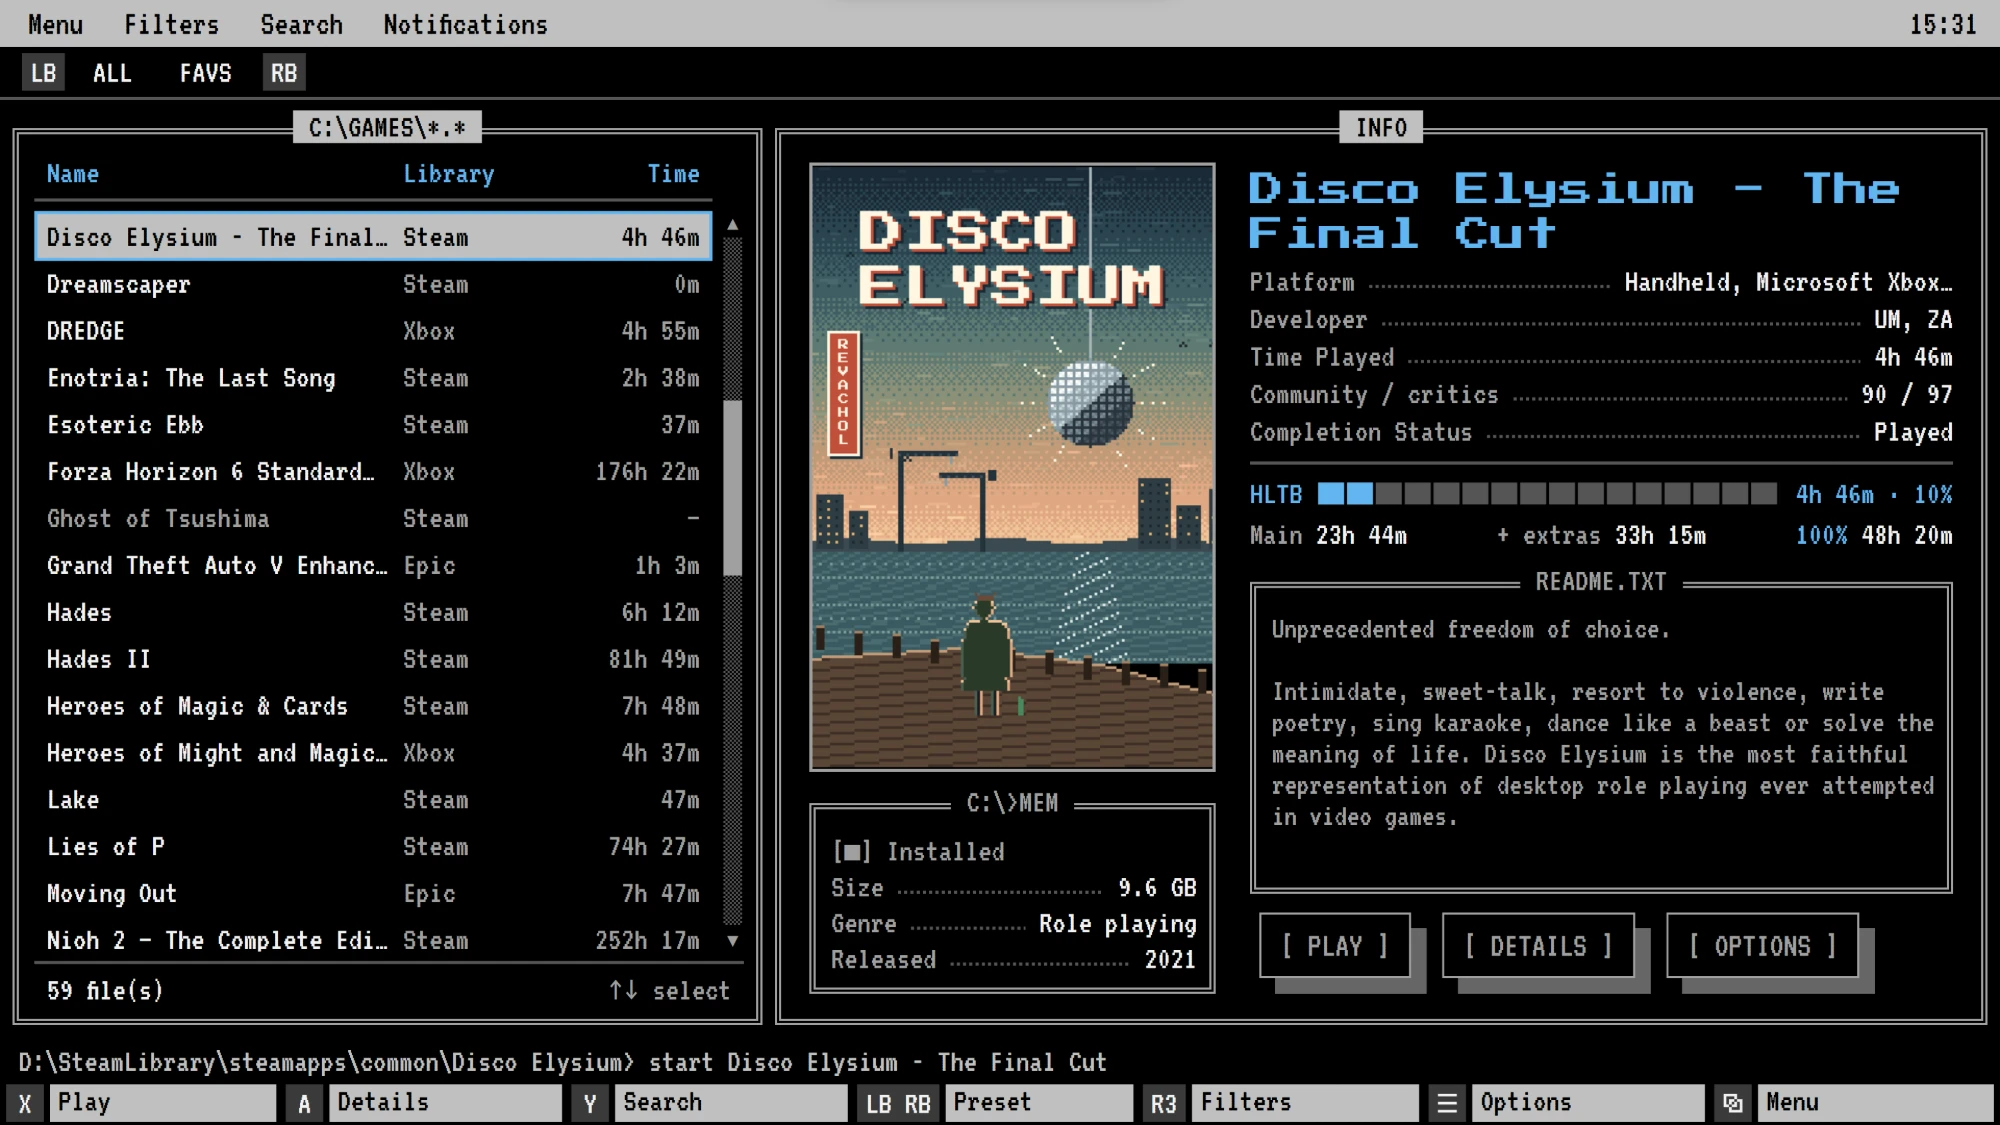 Menu Filters Search Notifications 15:31
LB ALL FAVS RB
C:\GAMES\*.*
Name Library Time
Disco Elysium - The Final… Steam 4h 46m
Dreamscaper Steam 0m
DREDGE Xbox 4h 55m
Enotria: The Last Song Steam 2h 38m
Esoteric Ebb Steam 37m
Forza Horizon 6 Standard… Xbox 176h 22m
Ghost of Tsushima Steam –
Grand Theft Auto V Enhanc… Epic 1h 3m
Hades Steam 6h 12m
Hades II Steam 81h 49m
Heroes of Magic & Cards Steam 7h 48m
Heroes of Might and Magic… Xbox 4h 37m
Lake Steam 47m
Lies of P Steam 74h 27m
Moving Out Epic 7h 47m
Nioh 2 – The Complete Edi… Steam 252h 17m
59 file(s) ↑↓ select
INFO
DISCO
ELYSIUM
REVACHOL
C:\>MEM
[■] Installed
Size 9.6 GB
Genre Role playing
Released 2021
Disco Elysium - The
Final Cut
Platform Handheld, Microsoft Xbox…
Developer UM, ZA
Time Played 4h 46m
Community / critics 90 / 97
Completion Status Played
HLTB 4h 46m · 10%
Main 23h 44m + extras 33h 15m 100% 48h 20m
README.TXT
Unprecedented freedom of choice.
Intimidate, sweet-talk, resort to violence, write
poetry, sing karaoke, dance like a beast or solve the
meaning of life. Disco Elysium is the most faithful
representation of desktop role playing ever attempted
in video games.
[ PLAY ] [ DETAILS ] [ OPTIONS ]
D:\SteamLibrary\steamapps\common\Disco Elysium> start Disco Elysium - The Final Cut
X Play A Details Y Search LB RB Preset R3 Filters ☰ Options Menu